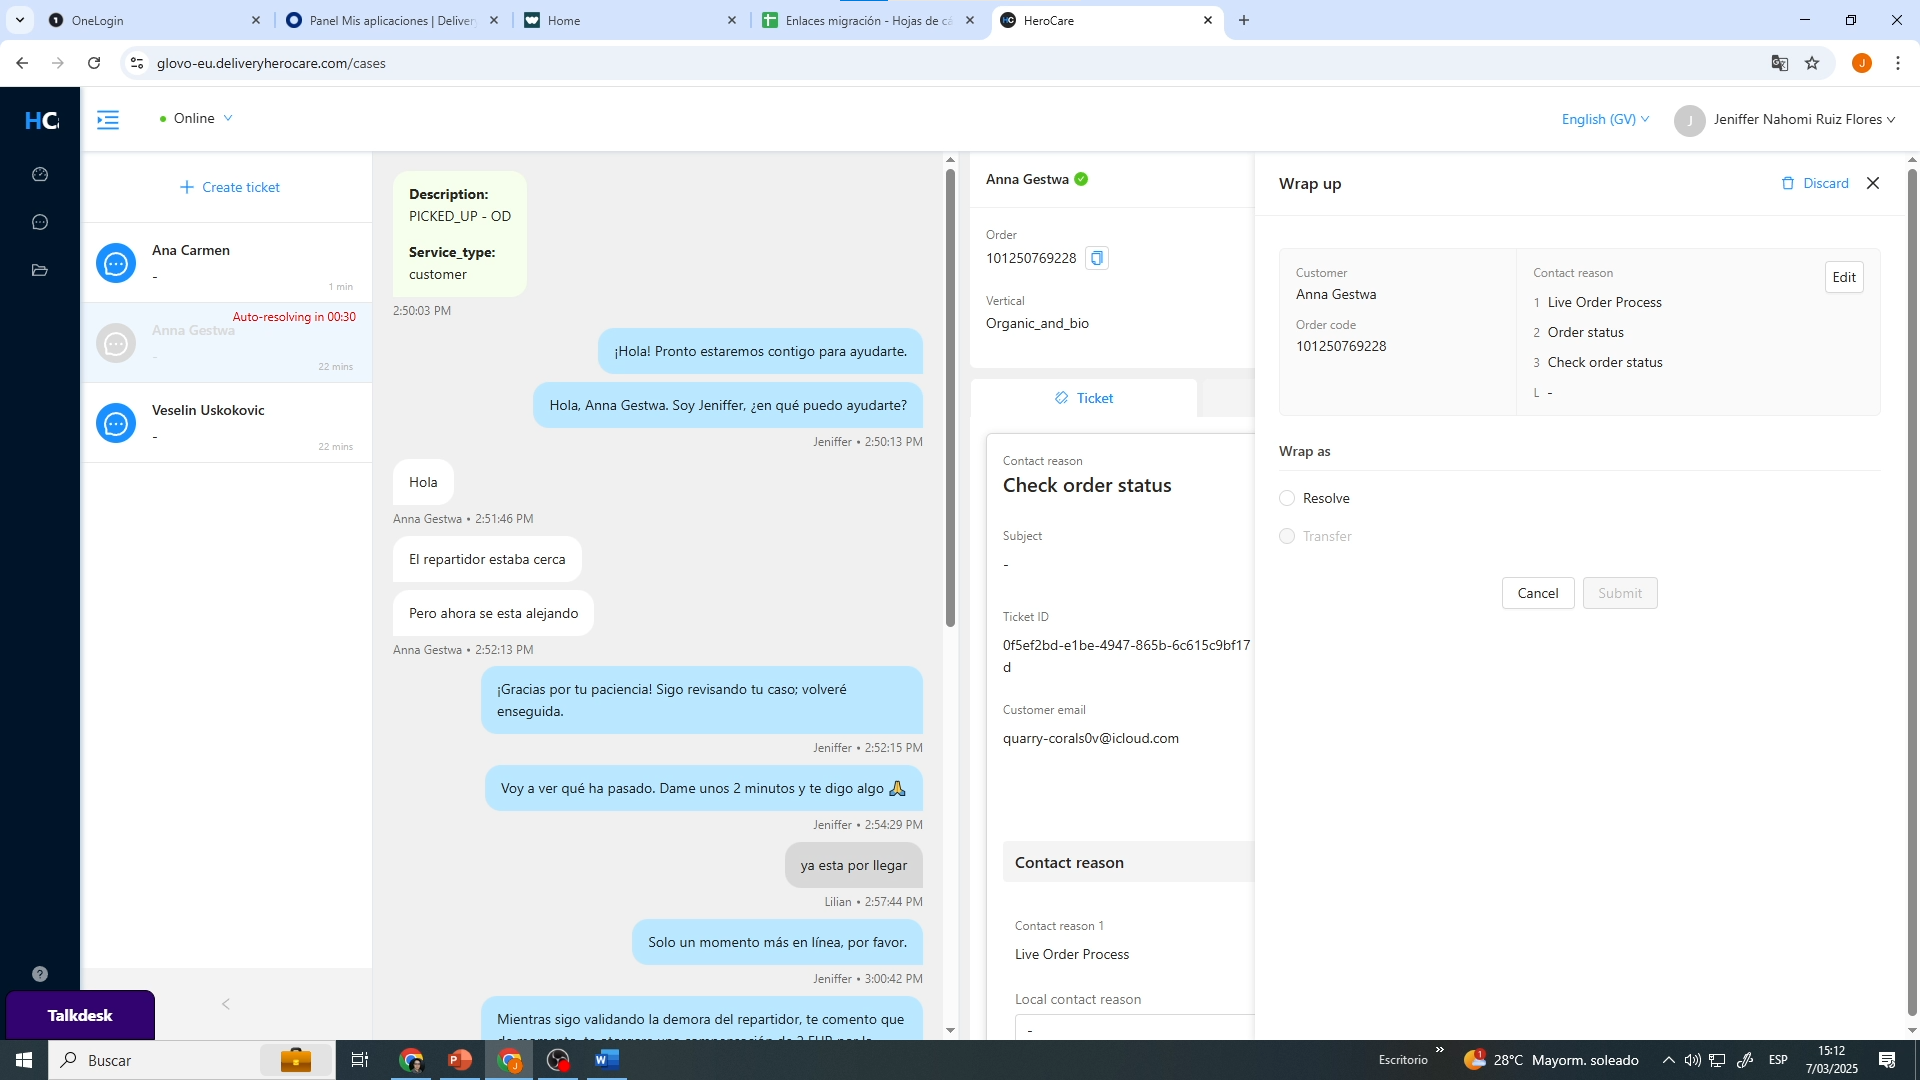 OneLogin
Panel Mis aplicaciones | Delivery
Home
Enlaces migración - Hojas de cá
HeroCare
glovo-eu.deliveryherocare.com/cases
J
HC
Online
English (GV)
J
Jeniffer Nahomi Ruiz Flores
Create ticket
Ana Carmen
-
1 min
Auto-resolving in 00:30
Anna Gestwa
-
22 mins
Veselin Uskokovic
-
22 mins
Talkdesk
Description:
PICKED_UP - OD
Service_type:
customer
2:50:03 PM
¡Hola! Pronto estaremos contigo para ayudarte.
Hola, Anna Gestwa. Soy Jeniffer, ¿en qué puedo ayudarte?
Jeniffer • 2:50:13 PM
Hola
Anna Gestwa • 2:51:46 PM
El repartidor estaba cerca
Pero ahora se esta alejando
Anna Gestwa • 2:52:13 PM
¡Gracias por tu paciencia! Sigo revisando tu caso; volveré
enseguida.
Jeniffer • 2:52:15 PM
Voy a ver qué ha pasado. Dame unos 2 minutos y te digo algo 🙏
Jeniffer • 2:54:29 PM
ya esta por llegar
Lilian • 2:57:44 PM
Solo un momento más en línea, por favor.
Jeniffer • 3:00:42 PM
Mientras sigo validando la demora del repartidor, te comento que
Anna Gestwa
Order
101250769228
Vertical
Organic_and_bio
Ticket
Contact reason
Check order status
Subject
-
Ticket ID
0f5ef2bd-e1be-4947-865b-6c615c9bf17
d
Customer email
quarry-corals0v@icloud.com
Contact reason
Contact reason 1
Live Order Process
Local contact reason
-
Wrap up
Discard
Customer
Anna Gestwa
Order code
101250769228
Contact reason
1 Live Order Process
2 Order status
3 Check order status
L -
Edit
Wrap as
Resolve
Transfer
Cancel
Submit
Buscar
Escritorio
28°C Mayorm. soleado
ESP
15:12
7/03/2025